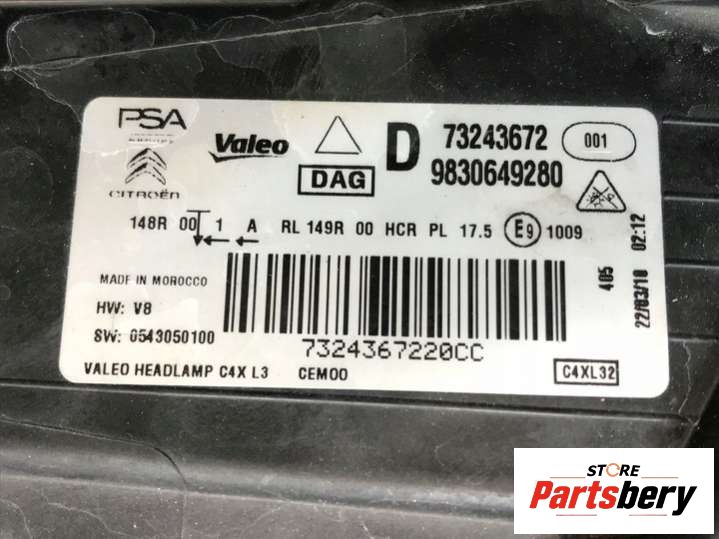 PSA
CITROËN
Valeo
DAG
D 73243672 001
9830649280
148R 00 1 A RL 149R 00 HCR PL 17.5 E9 1009
MADE IN MOROCCO
HW: V8
SW: 0543050100
7324367220CC
VALEO HEADLAMP C4X L3 CEMOO
C4XL32
405
22/03/18 02:12
STORE
Partsbery